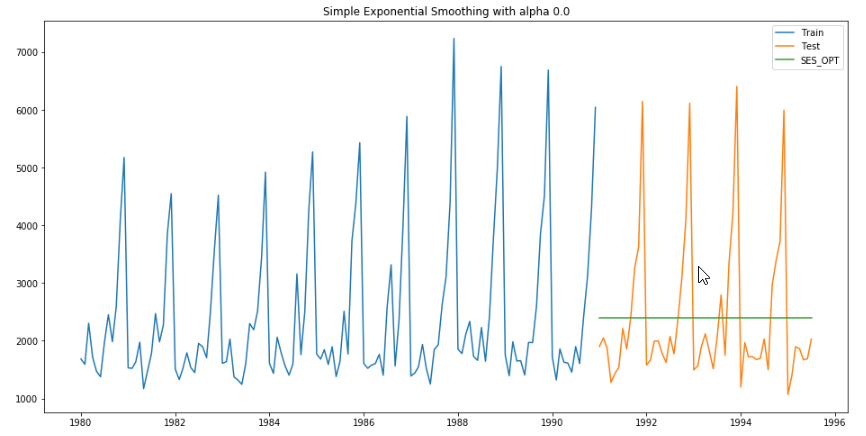 Simple Exponential Smoothing with alpha 0.0
Train
Test
SES_OPT
7000
6000
5000
4000
3000
2000
1000
1980 1982 1984 1986 1988 1990 1992 1994 1996